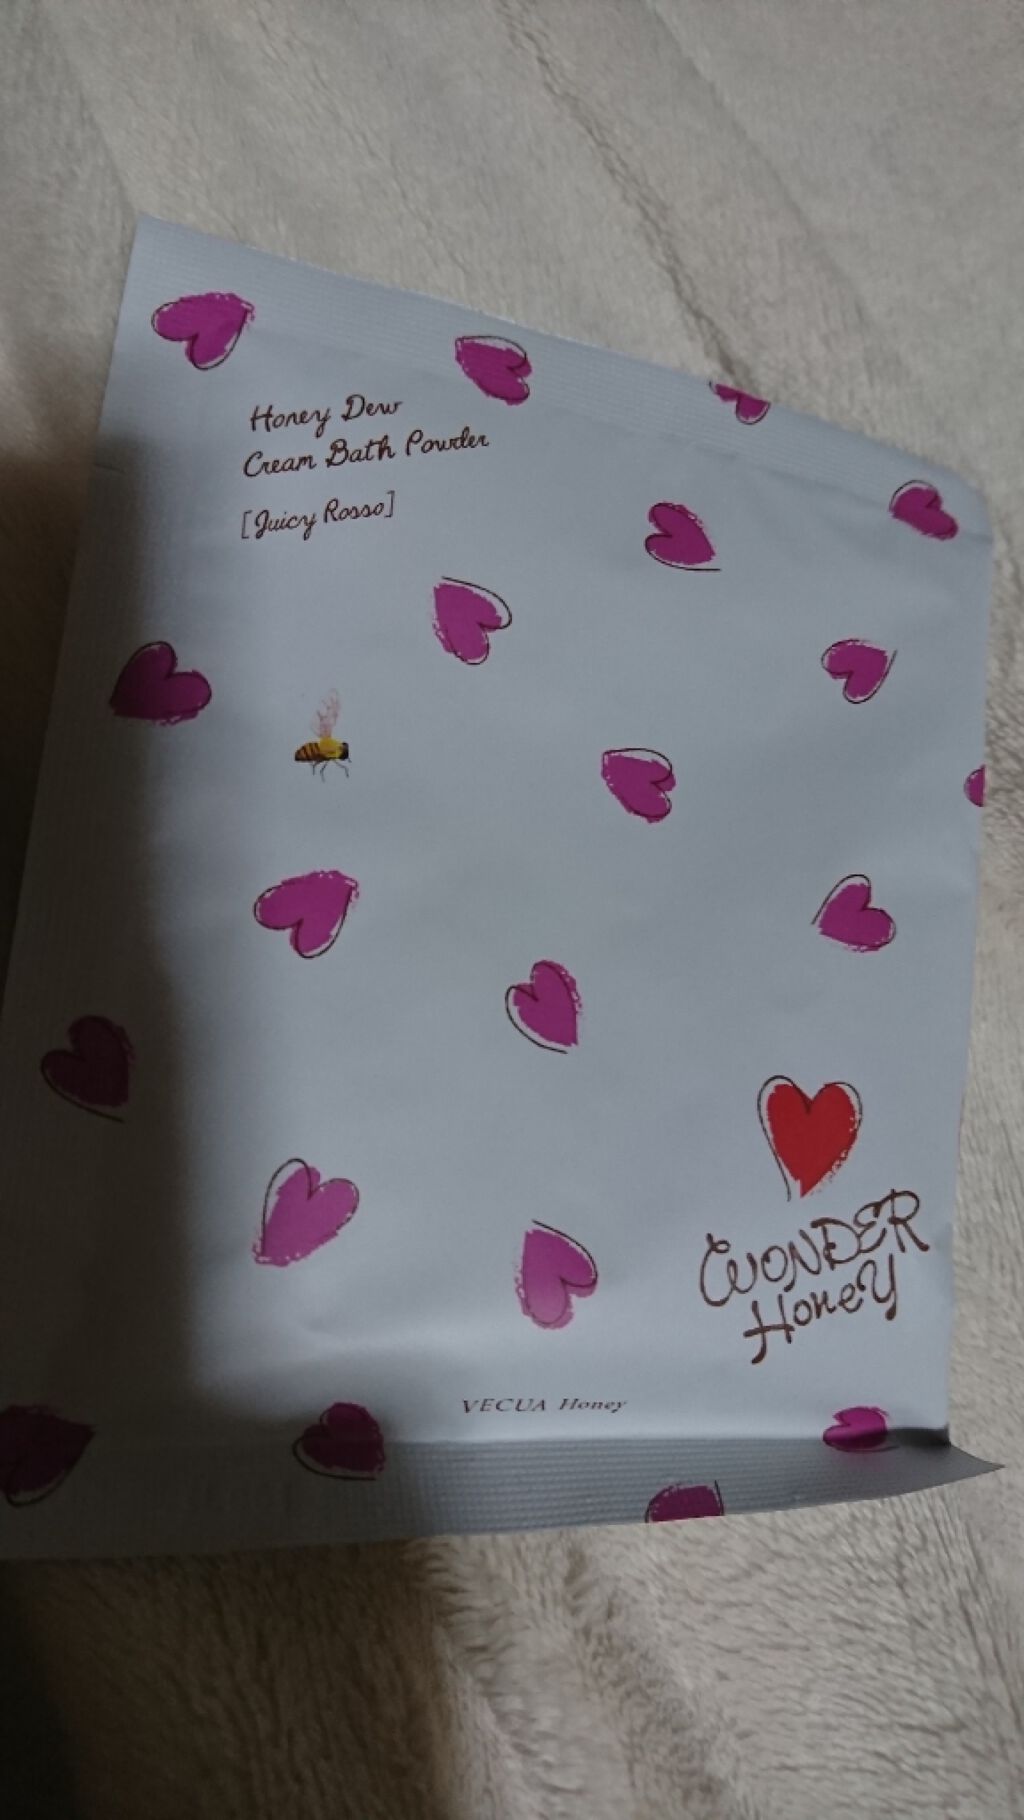 Honey Dew
Cream Bath Powder
[Juicy Rosso]
WONDER
Honey
VECUA Honey